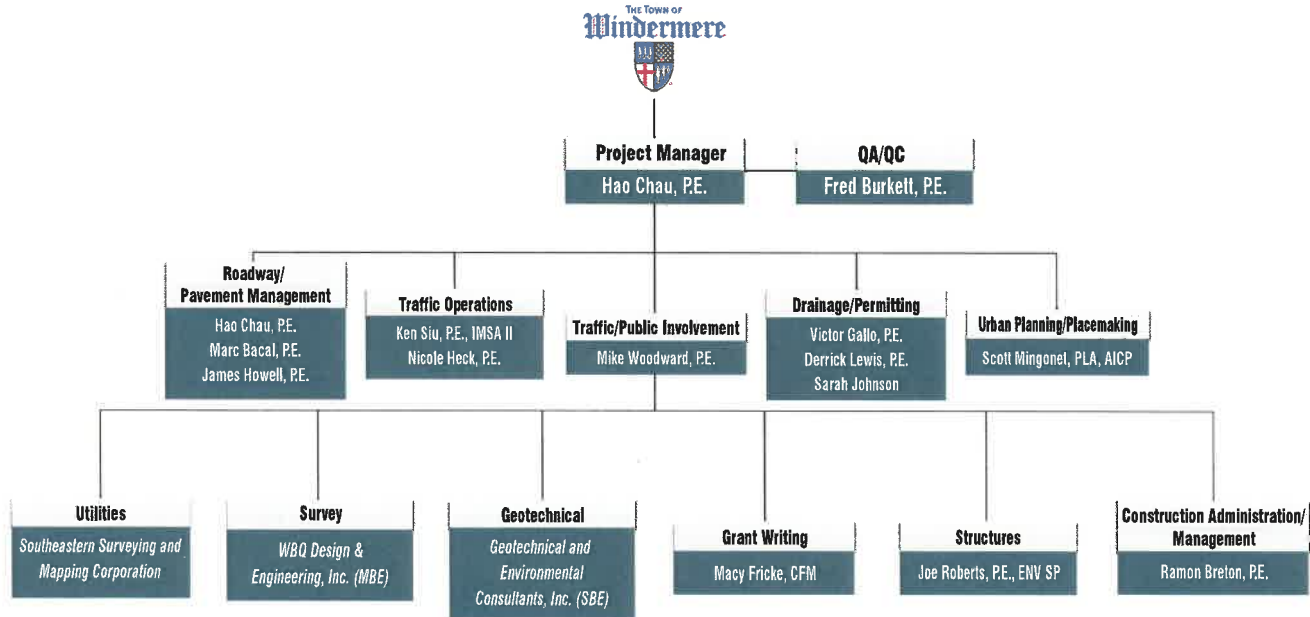 THE TOWN OF
Windermere
Project Manager
Hao Chau, P.E.
QA/QC
Fred Burkett, P.E.
Roadway/
Pavement Management
Hao Chau, P.E.
Marc Bacal, P.E.
James Howell, P.E.
Traffic Operations
Ken Siu, P.E., IMSA II
Nicole Heck, P.E.
Traffic/Public Involvement
Mike Woodward, P.E.
Drainage/Permitting
Victor Gallo, P.E.
Derrick Lewis, P.E.
Sarah Johnson
Urban Planning/Placemaking
Scott Mingonet, PLA, AICP
Utilities
Southeastern Surveying and
Mapping Corporation
Survey
WBQ Design &
Engineering, Inc. (MBE)
Geotechnical
Geotechnical and
Environmental
Consultants, Inc. (SBE)
Grant Writing
Macy Fricke, CFM
Structures
Joe Roberts, P.E., ENV SP
Construction Administration/
Management
Ramon Breton, P.E.